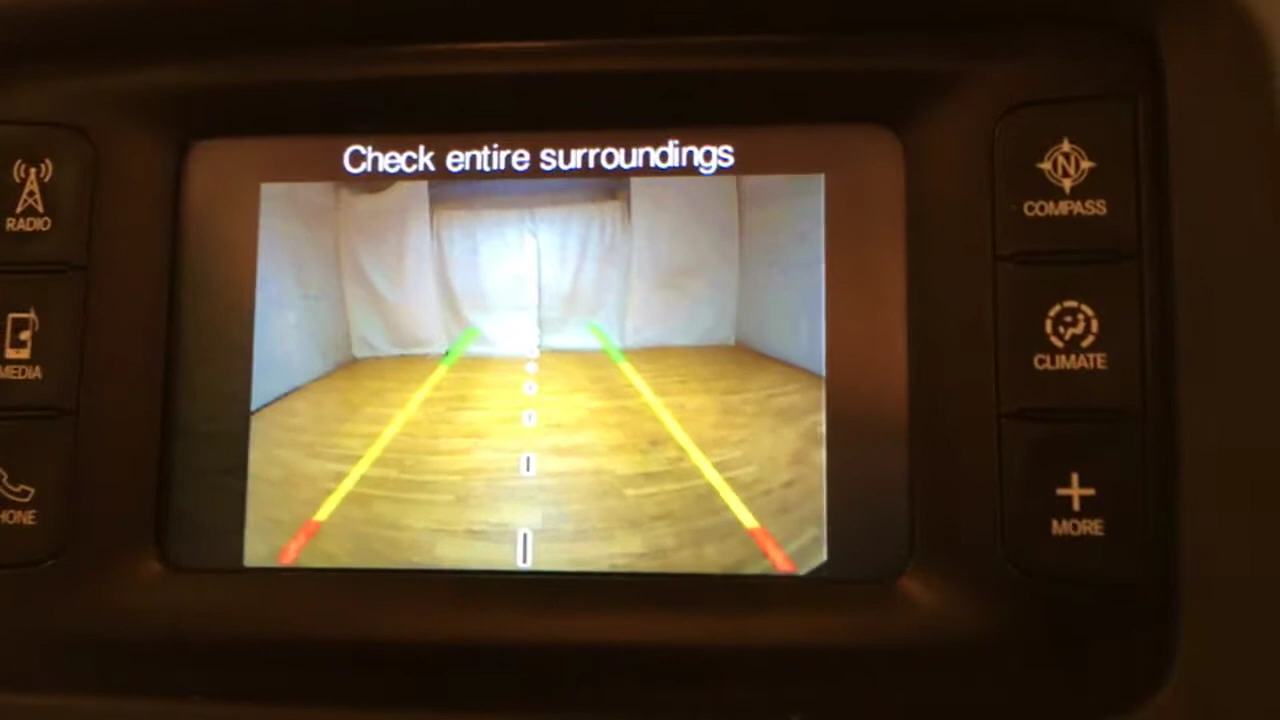 Check entire surroundings
RADIO
MEDIA
HONE
COMPASS
N
CLIMATE
MORE